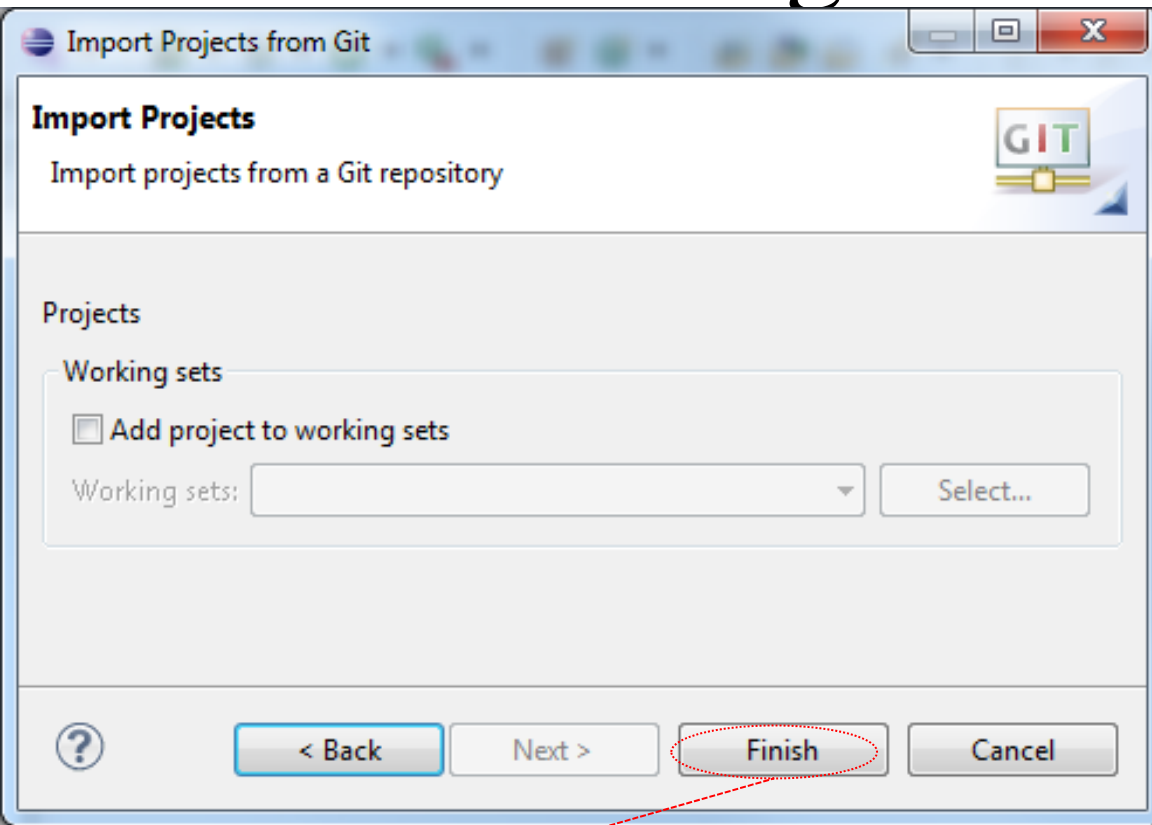 Import Projects from Git
Import Projects
GIT
Import projects from a Git repository
Projects
Working sets
Add project to working sets
Working sets:
Select...
?
< Back
Next >
Finish
Cancel